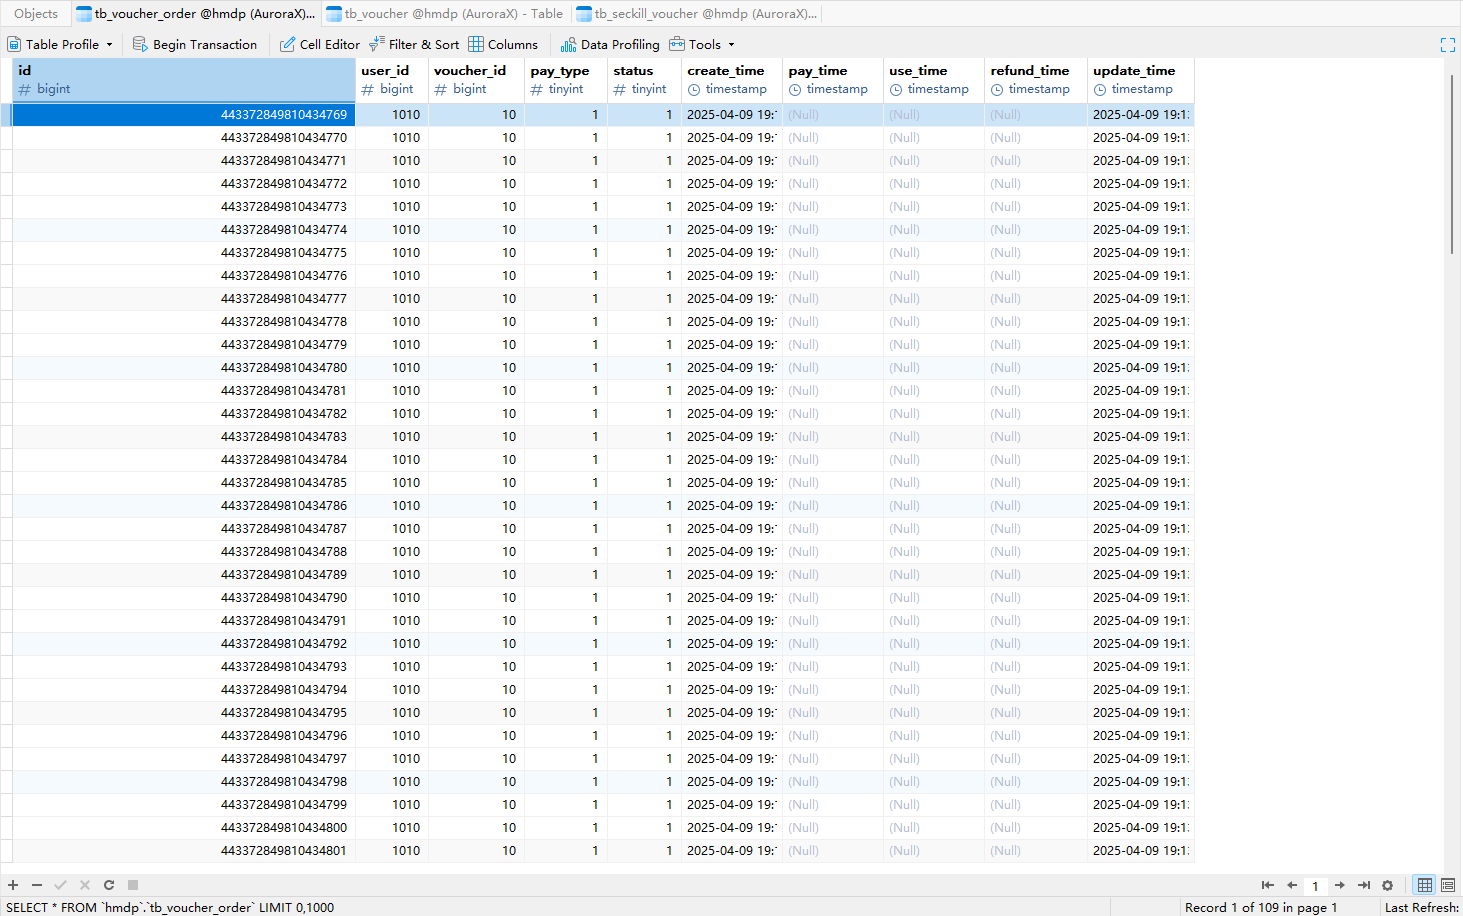 Objects tb_voucher_order @hmdp (AuroraX)... tb_voucher @hmdp (AuroraX) - Table tb_seckill_voucher @hmdp (AuroraX)...
Table Profile Begin Transaction Cell Editor Filter & Sort Columns Data Profiling Tools
id user_id voucher_id pay_type status create_time pay_time use_time refund_time update_time
# bigint # bigint # bigint # tinyint # tinyint timestamp timestamp timestamp timestamp timestamp
443372849810434769 1010 10 1 1 2025-04-09 19: (Null) (Null) (Null) 2025-04-09 19:1
443372849810434770 1010 10 1 1 2025-04-09 19: (Null) (Null) (Null) 2025-04-09 19:1
443372849810434771 1010 10 1 1 2025-04-09 19: (Null) (Null) (Null) 2025-04-09 19:1
443372849810434772 1010 10 1 1 2025-04-09 19: (Null) (Null) (Null) 2025-04-09 19:1
443372849810434773 1010 10 1 1 2025-04-09 19: (Null) (Null) (Null) 2025-04-09 19:1
443372849810434774 1010 10 1 1 2025-04-09 19: (Null) (Null) (Null) 2025-04-09 19:1
443372849810434775 1010 10 1 1 2025-04-09 19: (Null) (Null) (Null) 2025-04-09 19:1
443372849810434776 1010 10 1 1 2025-04-09 19: (Null) (Null) (Null) 2025-04-09 19:1
443372849810434777 1010 10 1 1 2025-04-09 19: (Null) (Null) (Null) 2025-04-09 19:1
443372849810434778 1010 10 1 1 2025-04-09 19: (Null) (Null) (Null) 2025-04-09 19:1
443372849810434779 1010 10 1 1 2025-04-09 19: (Null) (Null) (Null) 2025-04-09 19:1
443372849810434780 1010 10 1 1 2025-04-09 19: (Null) (Null) (Null) 2025-04-09 19:1
443372849810434781 1010 10 1 1 2025-04-09 19: (Null) (Null) (Null) 2025-04-09 19:1
443372849810434782 1010 10 1 1 2025-04-09 19: (Null) (Null) (Null) 2025-04-09 19:1
443372849810434783 1010 10 1 1 2025-04-09 19: (Null) (Null) (Null) 2025-04-09 19:1
443372849810434784 1010 10 1 1 2025-04-09 19: (Null) (Null) (Null) 2025-04-09 19:1
443372849810434785 1010 10 1 1 2025-04-09 19: (Null) (Null) (Null) 2025-04-09 19:1
443372849810434786 1010 10 1 1 2025-04-09 19: (Null) (Null) (Null) 2025-04-09 19:1
443372849810434787 1010 10 1 1 2025-04-09 19: (Null) (Null) (Null) 2025-04-09 19:1
443372849810434788 1010 10 1 1 2025-04-09 19: (Null) (Null) (Null) 2025-04-09 19:1
443372849810434789 1010 10 1 1 2025-04-09 19: (Null) (Null) (Null) 2025-04-09 19:1
443372849810434790 1010 10 1 1 2025-04-09 19: (Null) (Null) (Null) 2025-04-09 19:1
443372849810434791 1010 10 1 1 2025-04-09 19: (Null) (Null) (Null) 2025-04-09 19:1
443372849810434792 1010 10 1 1 2025-04-09 19: (Null) (Null) (Null) 2025-04-09 19:1
443372849810434793 1010 10 1 1 2025-04-09 19: (Null) (Null) (Null) 2025-04-09 19:1
443372849810434794 1010 10 1 1 2025-04-09 19: (Null) (Null) (Null) 2025-04-09 19:1
443372849810434795 1010 10 1 1 2025-04-09 19: (Null) (Null) (Null) 2025-04-09 19:1
443372849810434796 1010 10 1 1 2025-04-09 19: (Null) (Null) (Null) 2025-04-09 19:1
443372849810434797 1010 10 1 1 2025-04-09 19: (Null) (Null) (Null) 2025-04-09 19:1
443372849810434798 1010 10 1 1 2025-04-09 19: (Null) (Null) (Null) 2025-04-09 19:1
443372849810434799 1010 10 1 1 2025-04-09 19: (Null) (Null) (Null) 2025-04-09 19:1
443372849810434800 1010 10 1 1 2025-04-09 19: (Null) (Null) (Null) 2025-04-09 19:1
443372849810434801 1010 10 1 1 2025-04-09 19: (Null) (Null) (Null) 2025-04-09 19:1
1
SELECT * FROM `hmdp`.`tb_voucher_order` LIMIT 0,1000 Record 1 of 109 in page 1 Last Refresh: